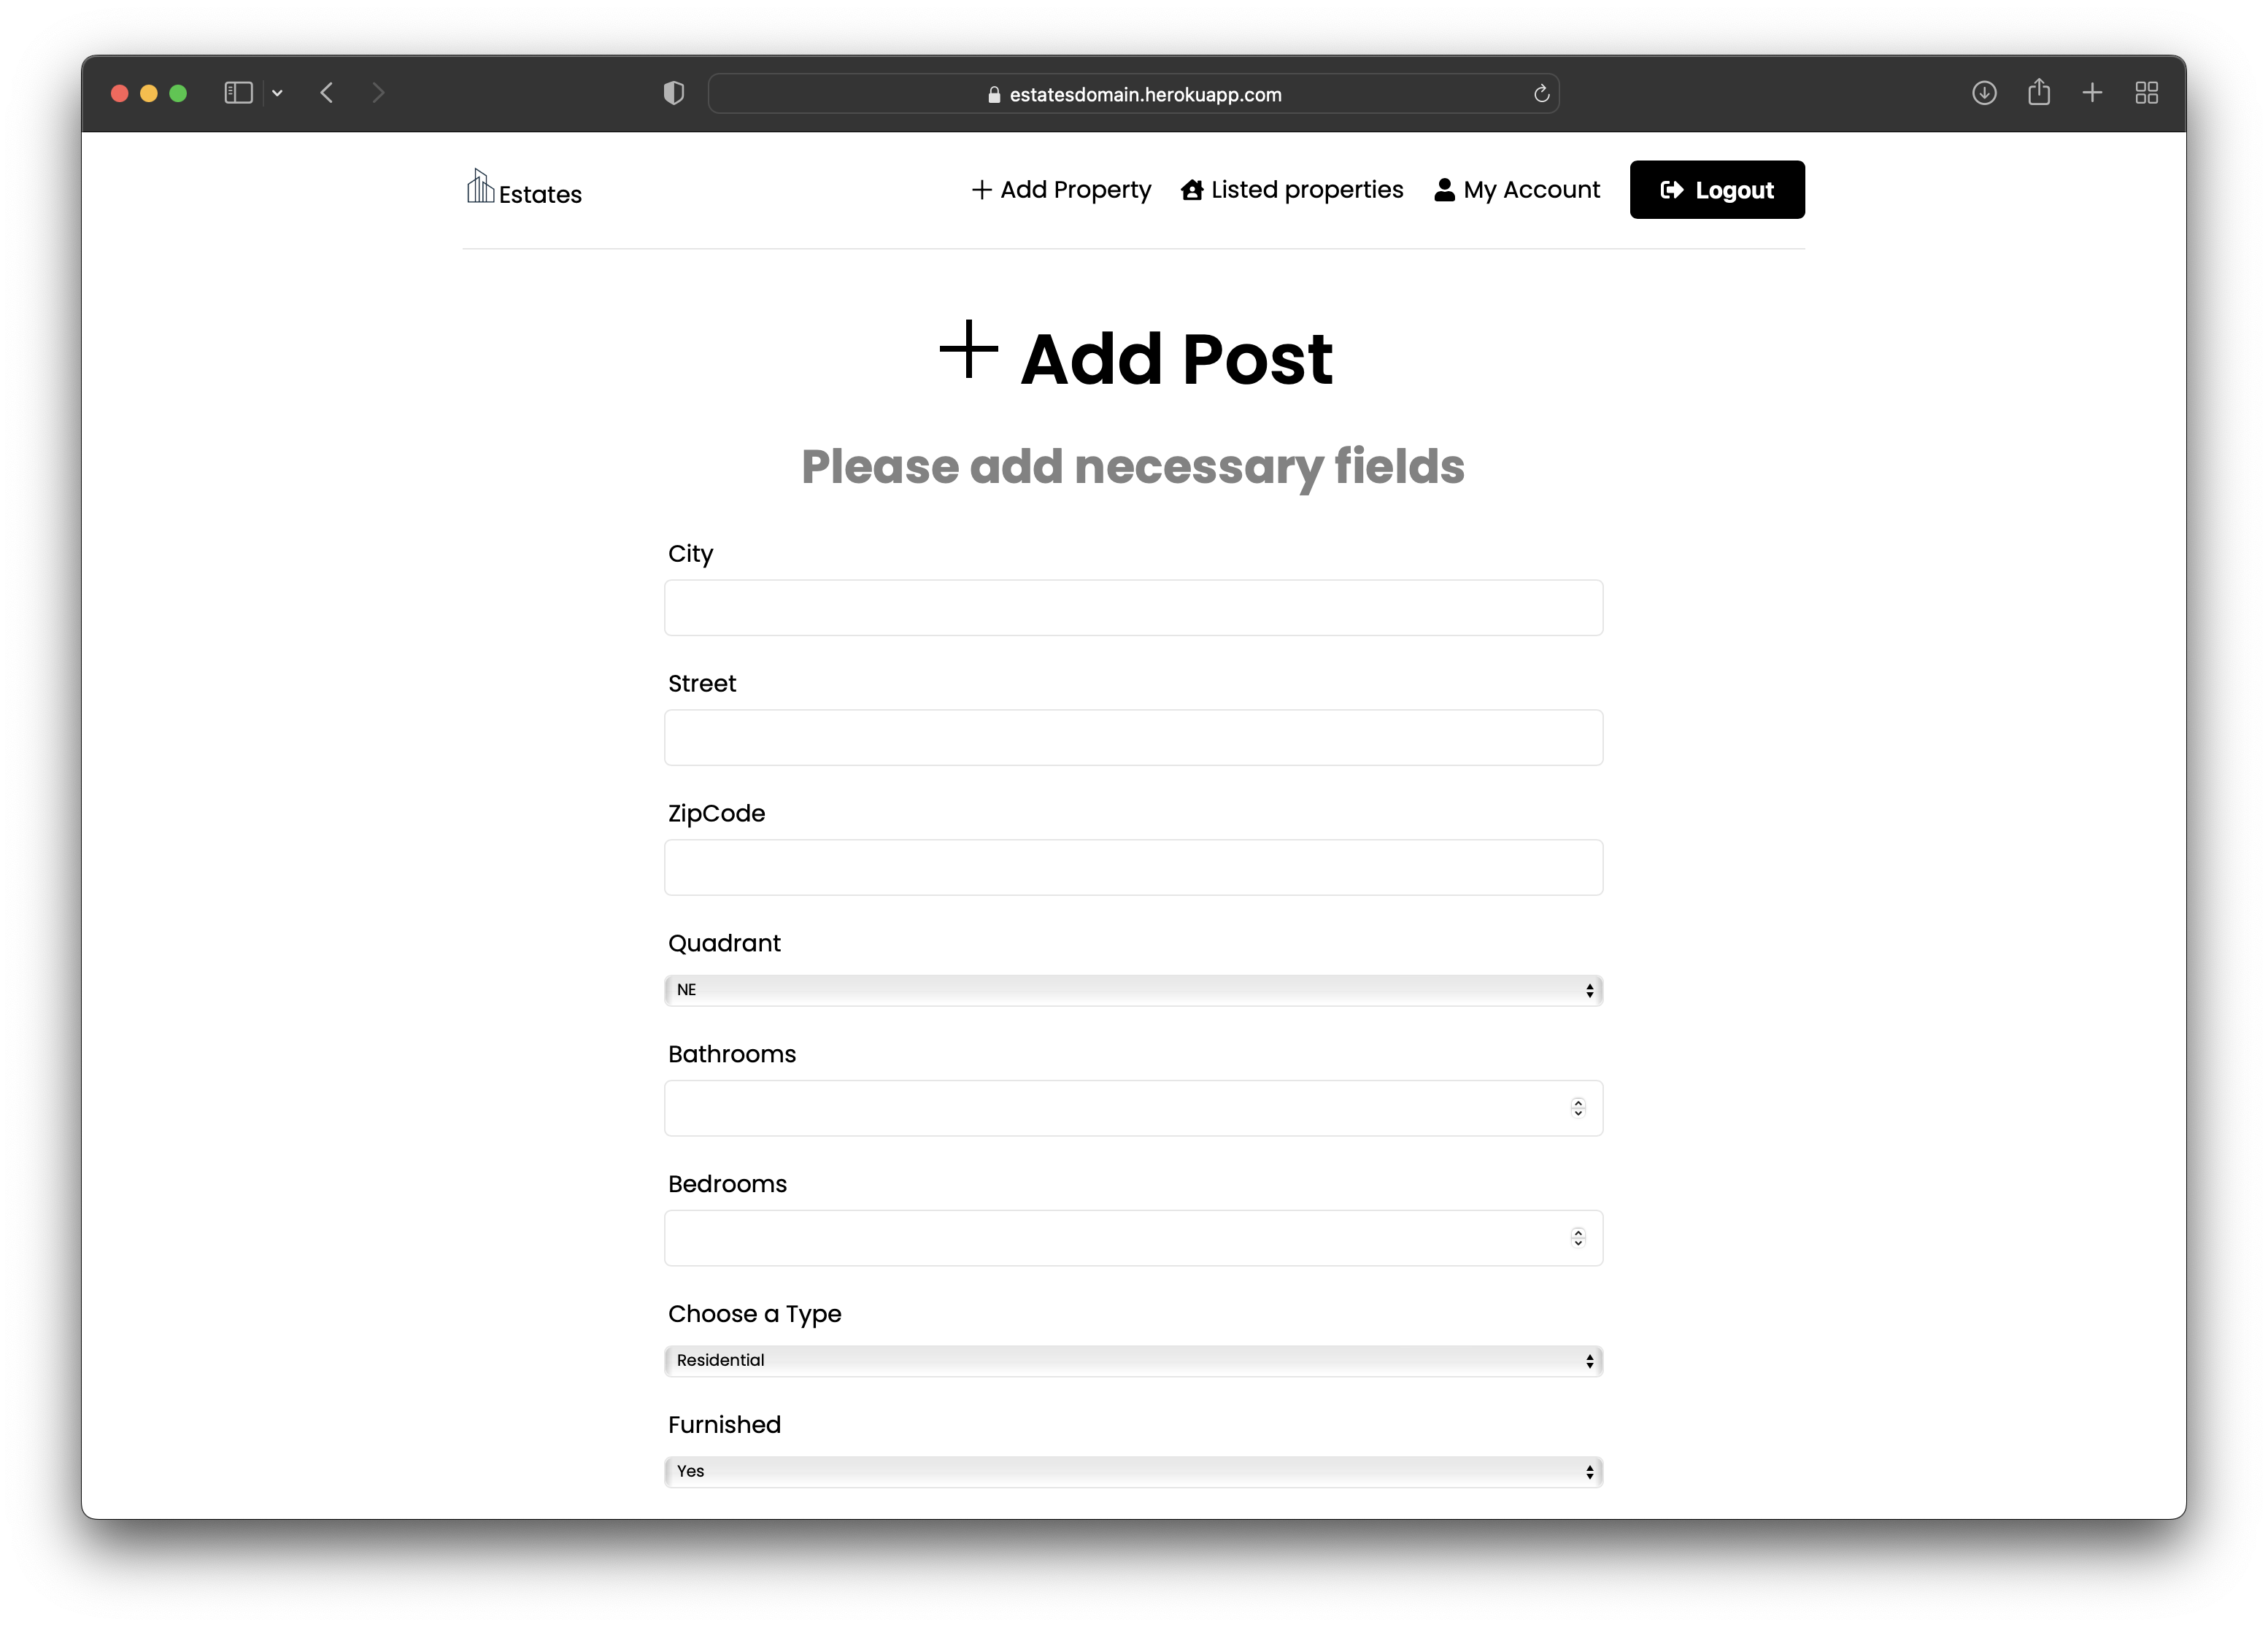 estatesdomain.herokuapp.com
Estates
Add Property
Listed properties
My Account
Logout
Add Post
Please add necessary fields
City
Street
ZipCode
Quadrant
NE
Bathrooms
Bedrooms
Choose a Type
Residential
Furnished
Yes